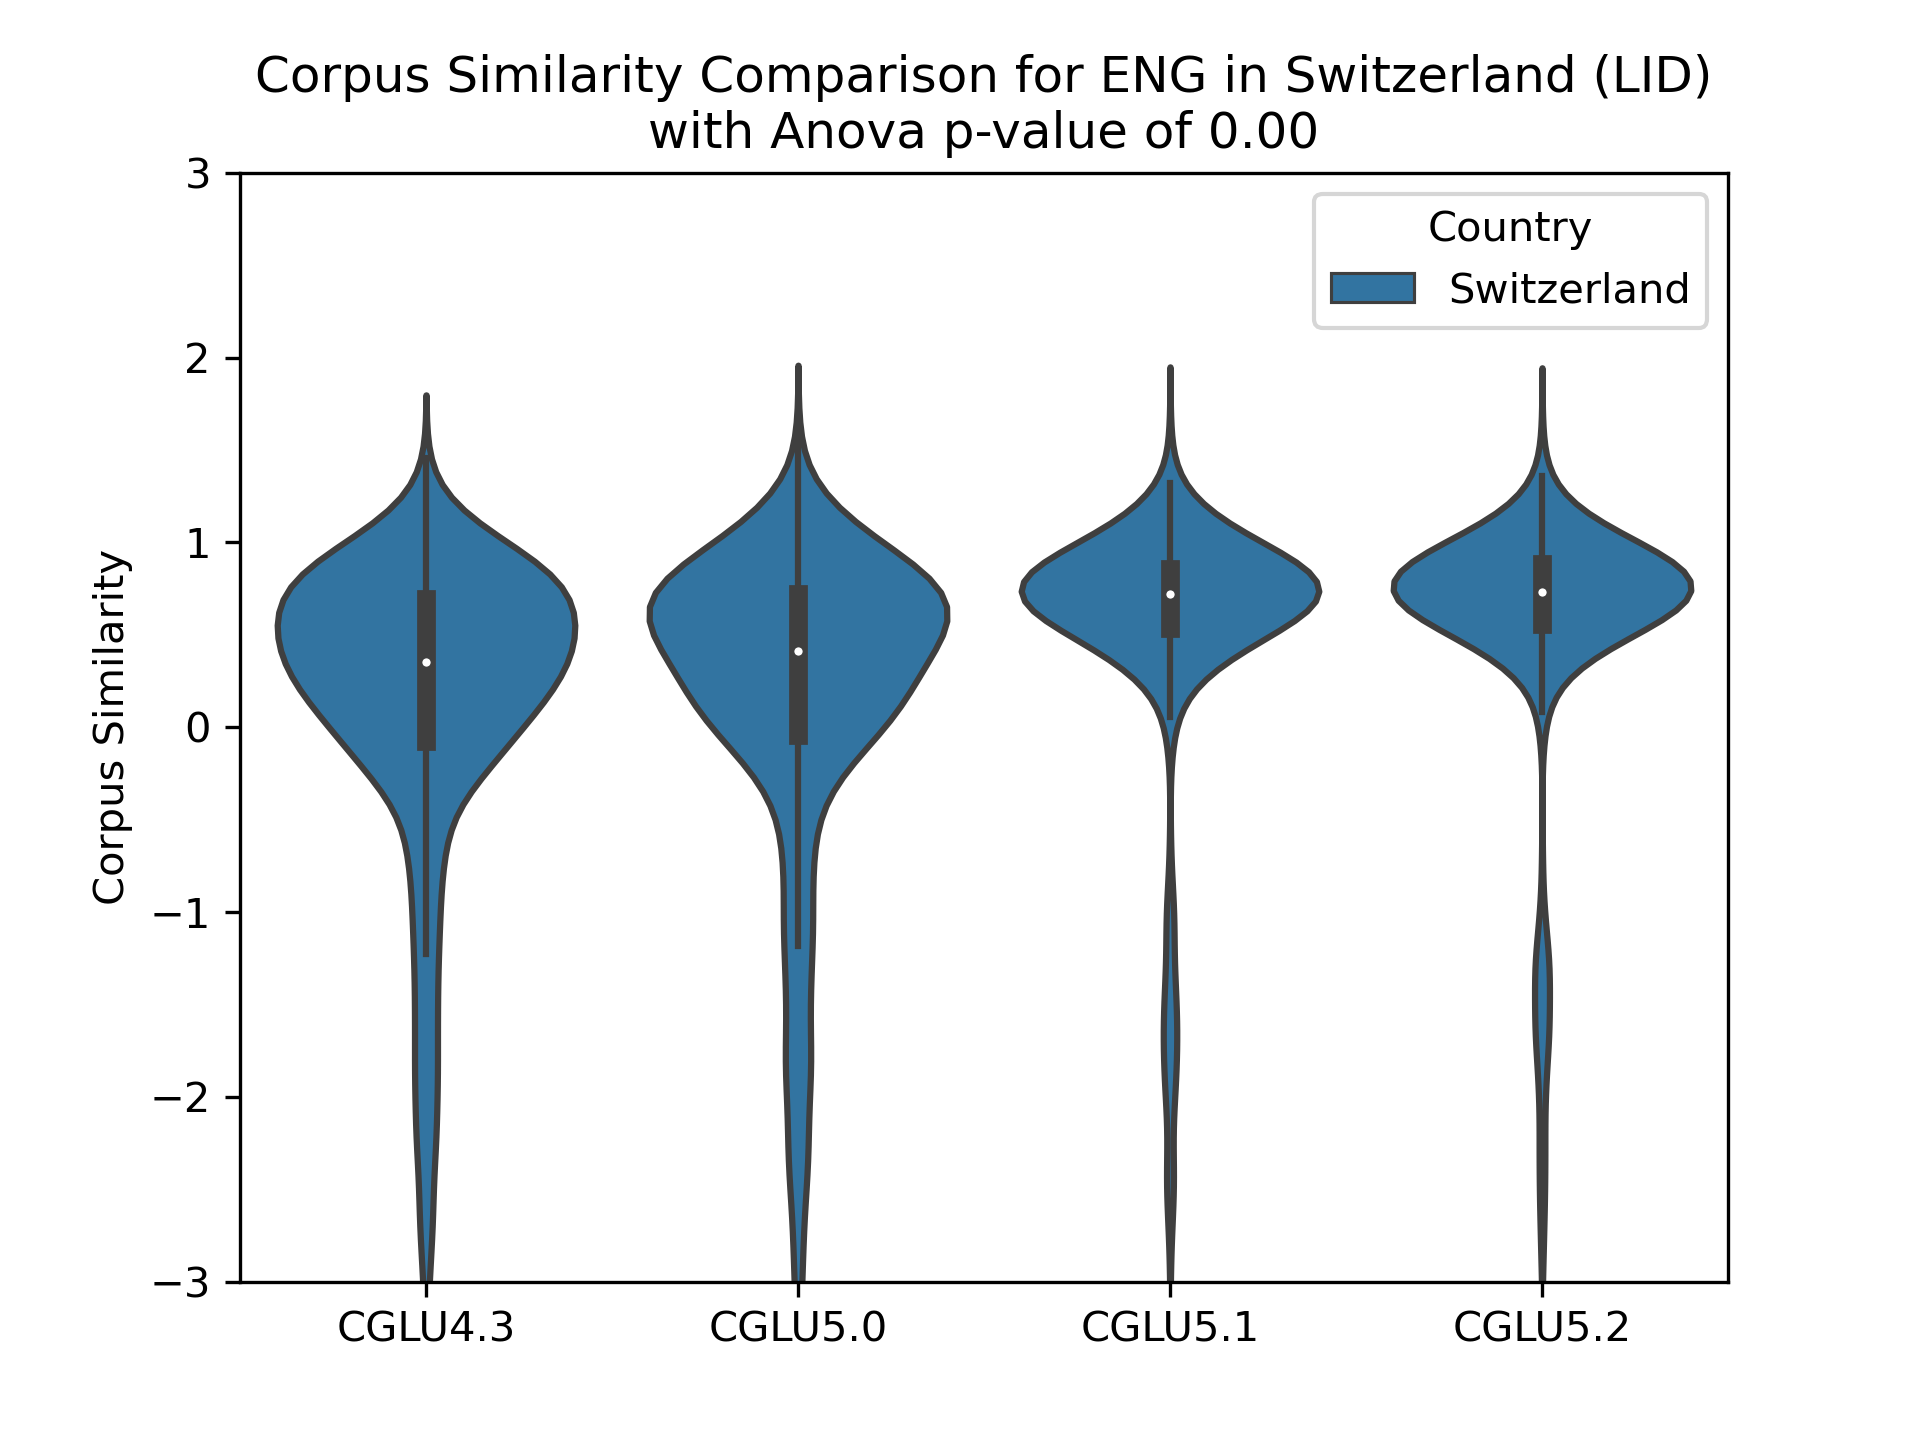 Corpus Similarity Comparison for ENG in Switzerland (LID)
with Anova p-value of 0.00
3
2
1
0
−1
−2
−3
Corpus Similarity
Country
Switzerland
CGLU4.3
CGLU5.0
CGLU5.1
CGLU5.2